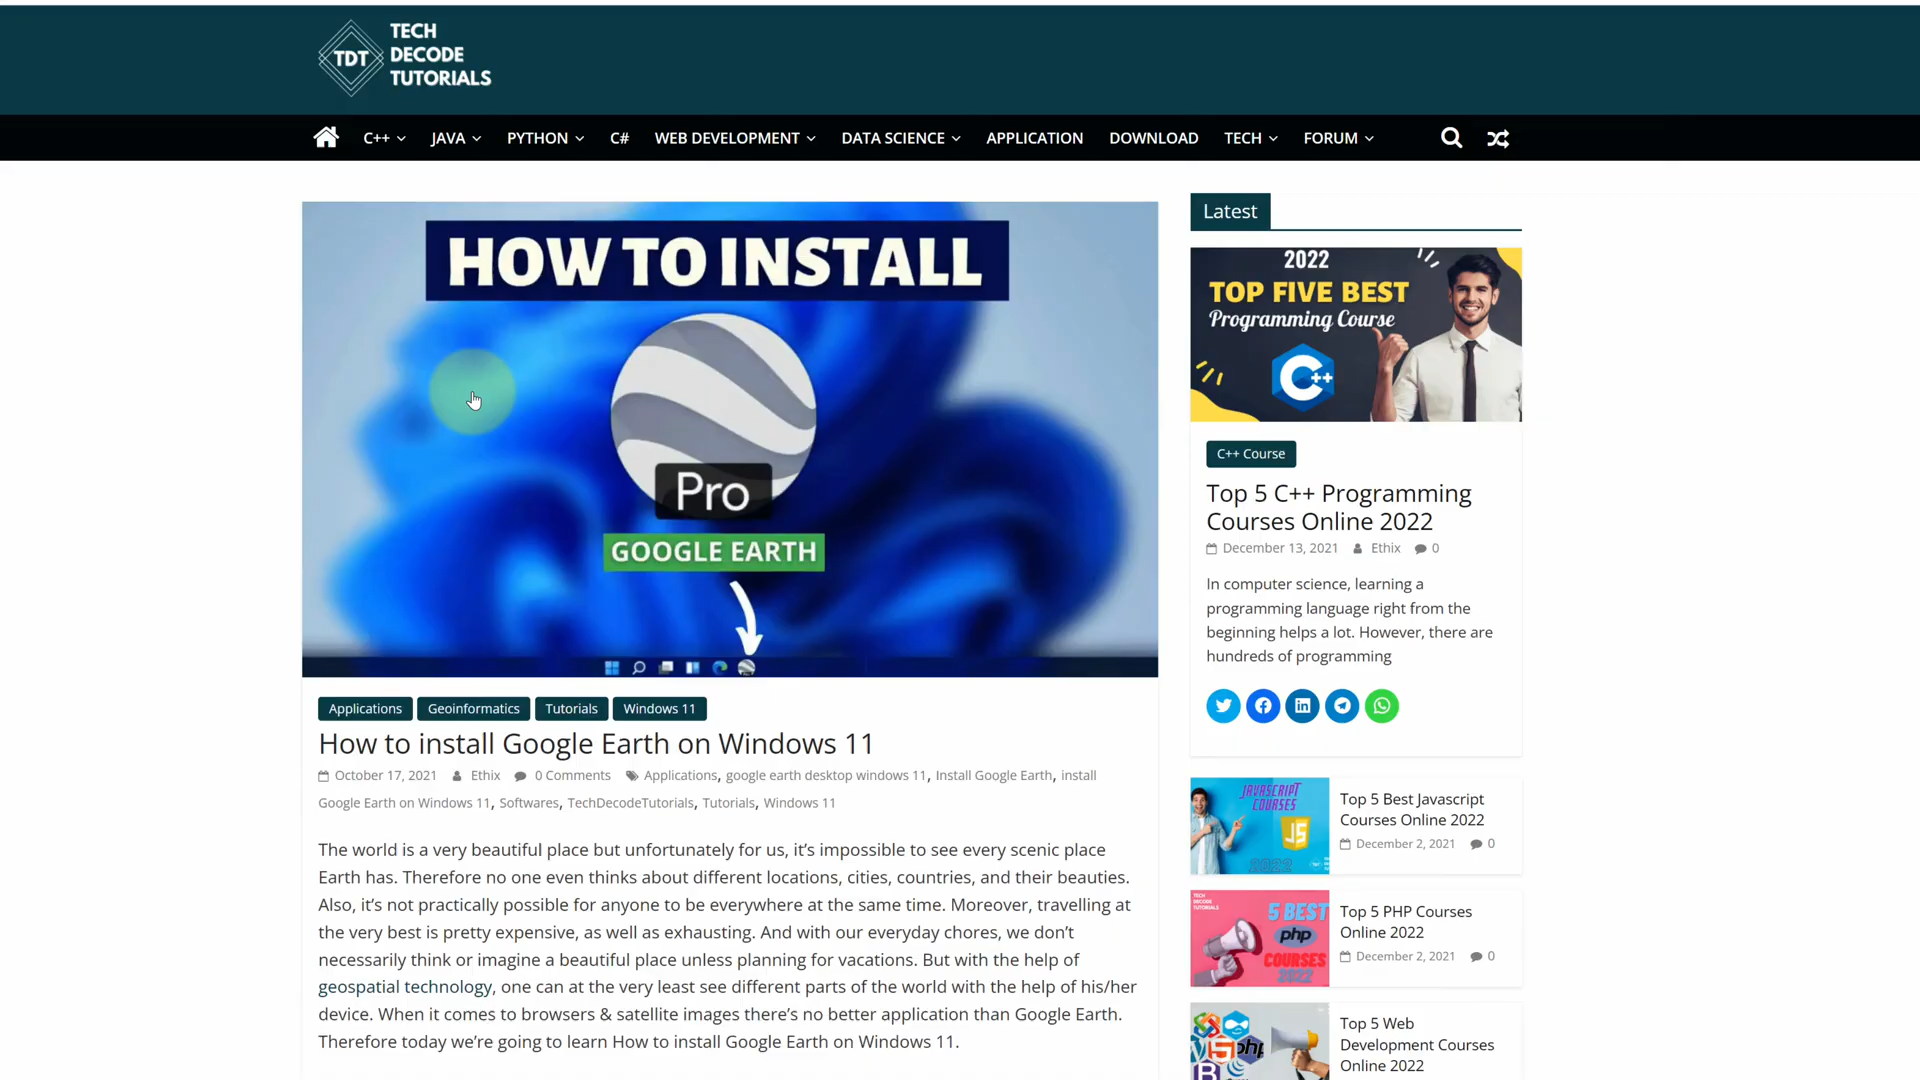 TDT
TECH
DECODE
TUTORIALS
C++
JAVA
PYTHON
C#
WEB DEVELOPMENT
DATA SCIENCE
APPLICATION
DOWNLOAD
TECH
FORUM
HOW TO INSTALL
Pro
GOOGLE EARTH
Applications
Geoinformatics
Tutorials
Windows 11
How to install Google Earth on Windows 11
October 17, 2021 Ethix 0 Comments Applications, google earth desktop windows 11, Install Google Earth, install
Google Earth on Windows 11, Softwares, TechDecodeTutorials, Tutorials, Windows 11
The world is a very beautiful place but unfortunately for us, it’s impossible to see every scenic place
Earth has. Therefore no one even thinks about different locations, cities, countries, and their beauties.
Also, it’s not practically possible for anyone to be everywhere at the same time. Moreover, travelling at
the very best is pretty expensive, as well as exhausting. And with our everyday chores, we don’t
necessarily think or imagine a beautiful place unless planning for vacations. But with the help of
geospatial technology, one can at the very least see different parts of the world with the help of his/her
device. When it comes to browsers & satellite images there’s no better application than Google Earth.
Therefore today we’re going to learn How to install Google Earth on Windows 11.
Latest
2022
TOP FIVE BEST
Programming Course
C++
C++ Course
Top 5 C++ Programming
Courses Online 2022
December 13, 2021 Ethix 0
In computer science, learning a
programming language right from the
beginning helps a lot. However, there are
hundreds of programming
JAVASCRIPT
COURSES
JS
2022
Top 5 Best Javascript
Courses Online 2022
December 2, 2021 0
TECH
DECODE
TUTORIALS
5 BEST
php
COURSES
2022
Top 5 PHP Courses
Online 2022
December 2, 2021 0
php
B
Top 5 Web
Development Courses
Online 2022